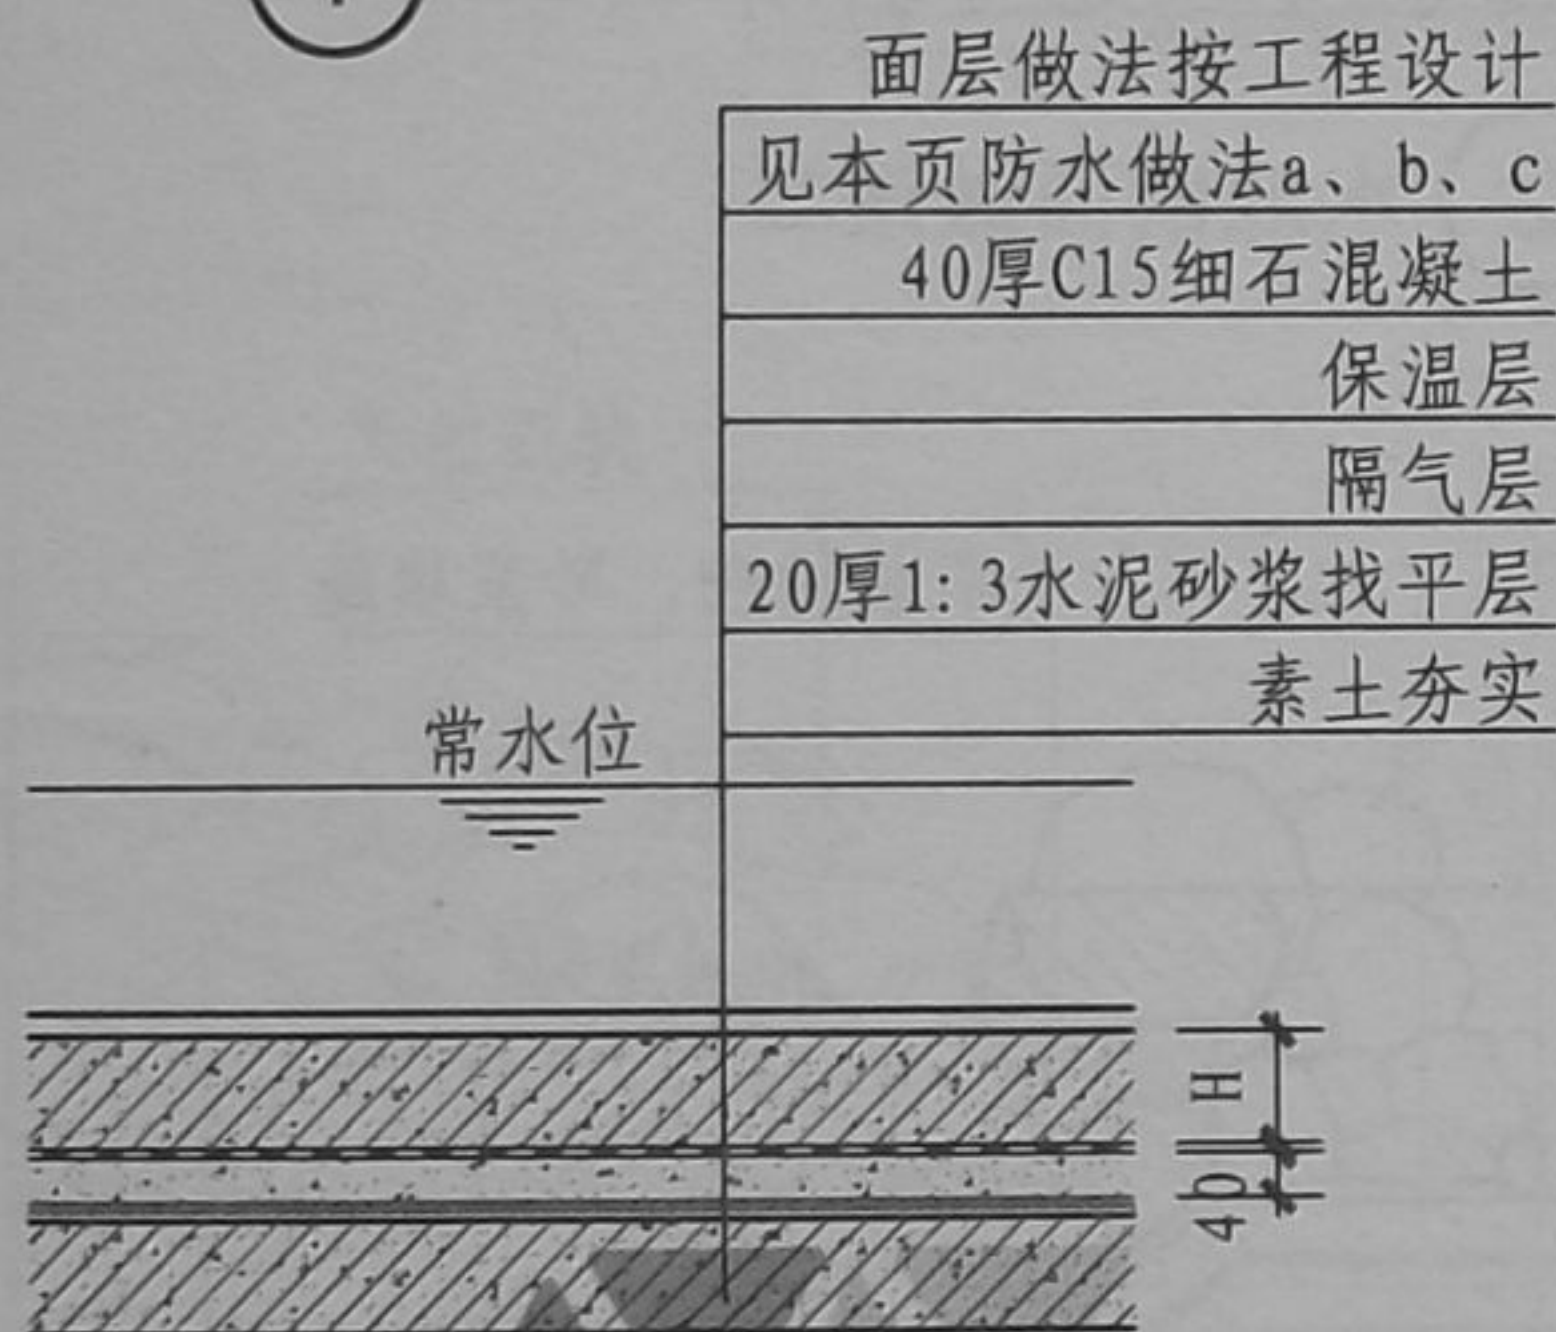 面层做法按工程设计
见本页防水做法a、b、c
40厚C15细石混凝土
保温层
隔气层
20厚1:3水泥砂浆找平层
素土夯实
常水位
H
40